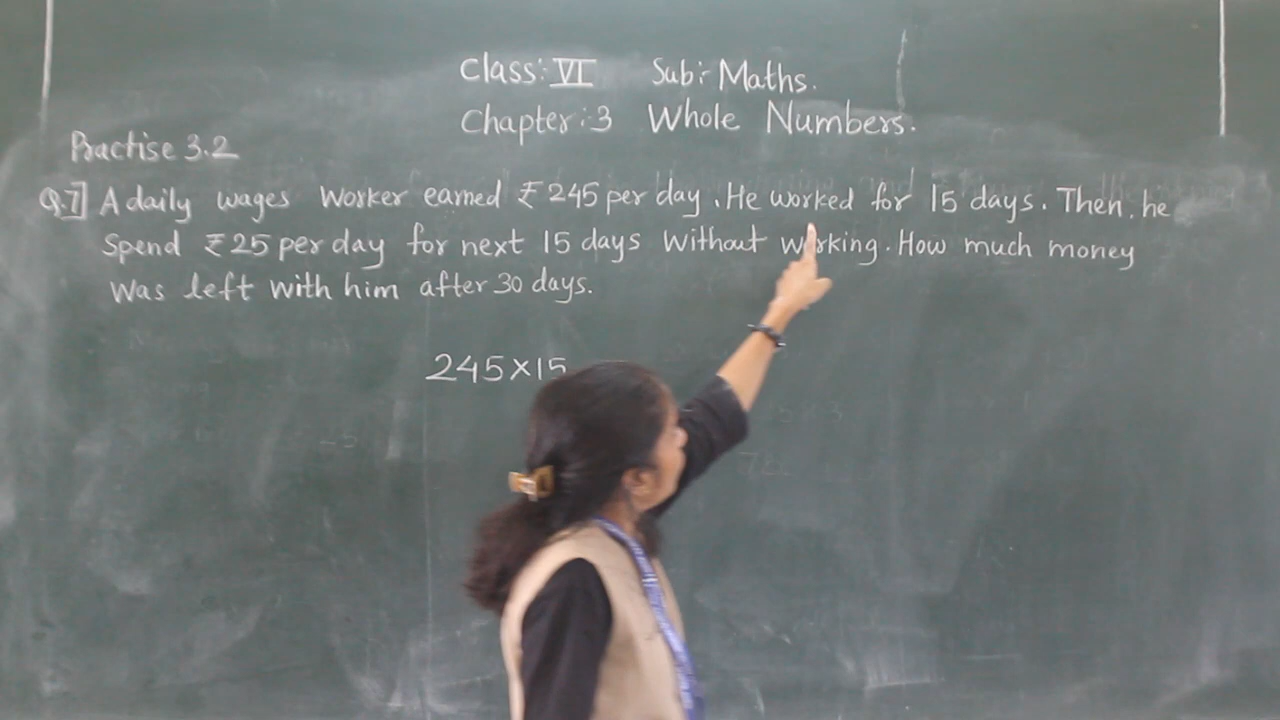 Class:- VI Sub:- Maths.
Chapter:-3 Whole Numbers.
Practise 3.2
Q.7] A daily wages Worker earned ₹245 per day. He worked for 15 days. Then, he
Spend ₹25 per day for next 15 days without working. How much money
was left with him after 30 days.
245×15